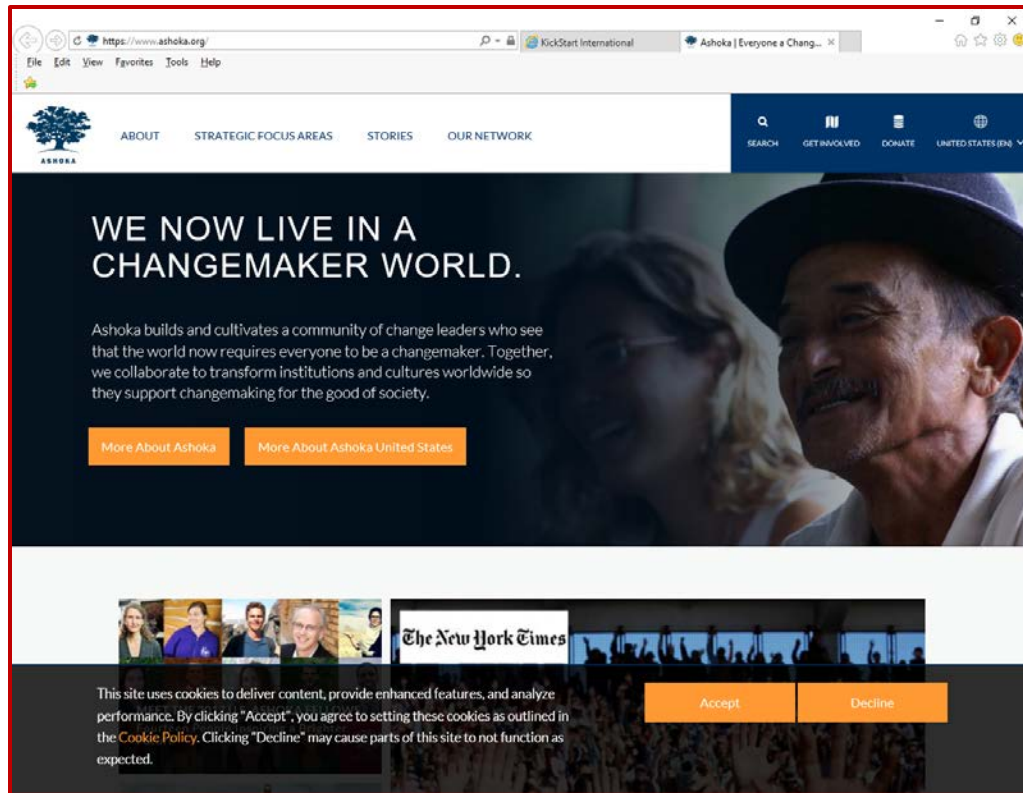 https://www.ashoka.org/
KickStart International
Ashoka | Everyone a Chang...
File Edit View Favorites Tools Help
ASHOKA
ABOUT STRATEGIC FOCUS AREAS STORIES OUR NETWORK
SEARCH GET INVOLVED DONATE UNITED STATES (EN)
WE NOW LIVE IN A
CHANGEMAKER WORLD.
Ashoka builds and cultivates a community of change leaders who see
that the world now requires everyone to be a changemaker. Together,
we collaborate to transform institutions and cultures worldwide so
they support changemaking for the good of society.
More About Ashoka More About Ashoka United States
The New York Times
This site uses cookies to deliver content, provide enhanced features, and analyze
performance. By clicking "Accept", you agree to setting these cookies as outlined in
the Cookie Policy. Clicking "Decline" may cause parts of this site to not function as
expected.
Accept Decline